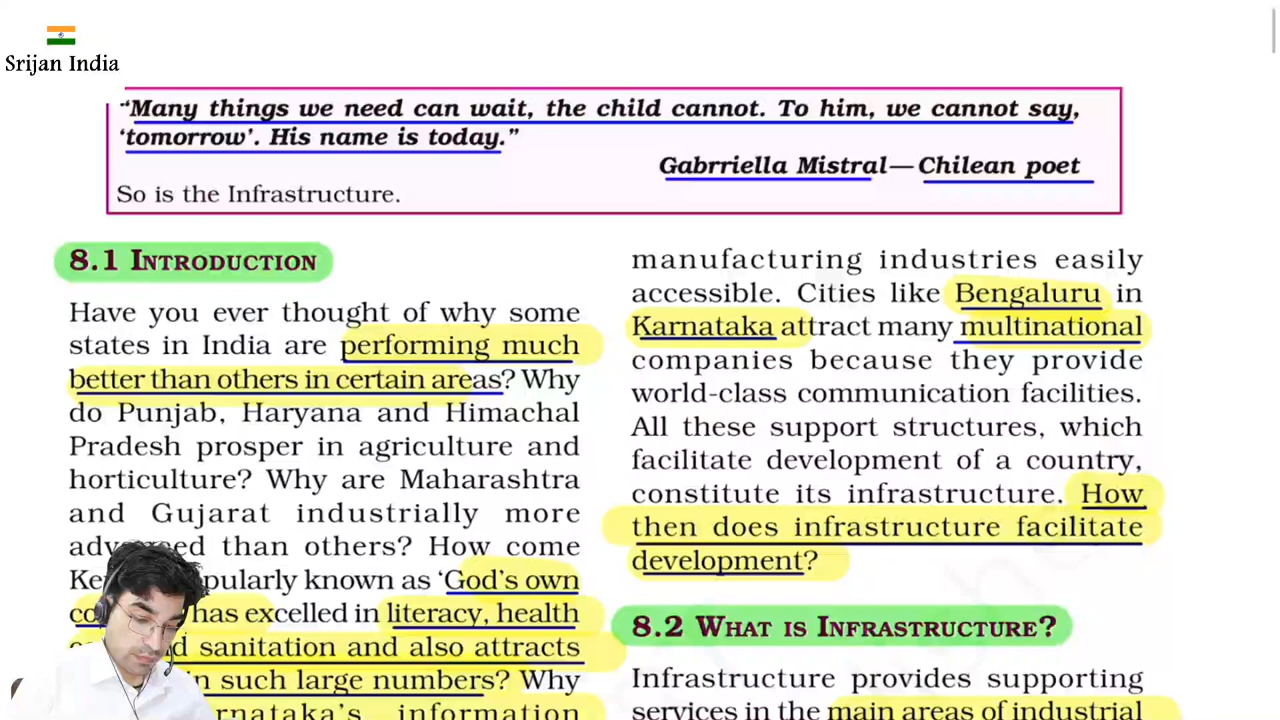 Srijan India
"Many things we need can wait, the child cannot. To him, we cannot say,
'tomorrow'. His name is today."
Gabrriella Mistral—Chilean poet
So is the Infrastructure.
8.1 INTRODUCTION
Have you ever thought of why some
states in India are performing much
better than others in certain areas? Why
do Punjab, Haryana and Himachal
Pradesh prosper in agriculture and
horticulture? Why are Maharashtra
and Gujarat industrially more
than others? How come
known as 'God's own
has excelled in literacy, health
sanitation and also attracts
in such large numbers? Why
information
manufacturing industries easily
accessible. Cities like Bengaluru in
Karnataka attract many multinational
companies because they provide
world-class communication facilities.
All these support structures, which
facilitate development of a country,
constitute its infrastructure. How
then does infrastructure facilitate
development?
8.2 WHAT IS INFRASTRUCTURE?
Infrastructure provides supporting
services in the main areas of industrial